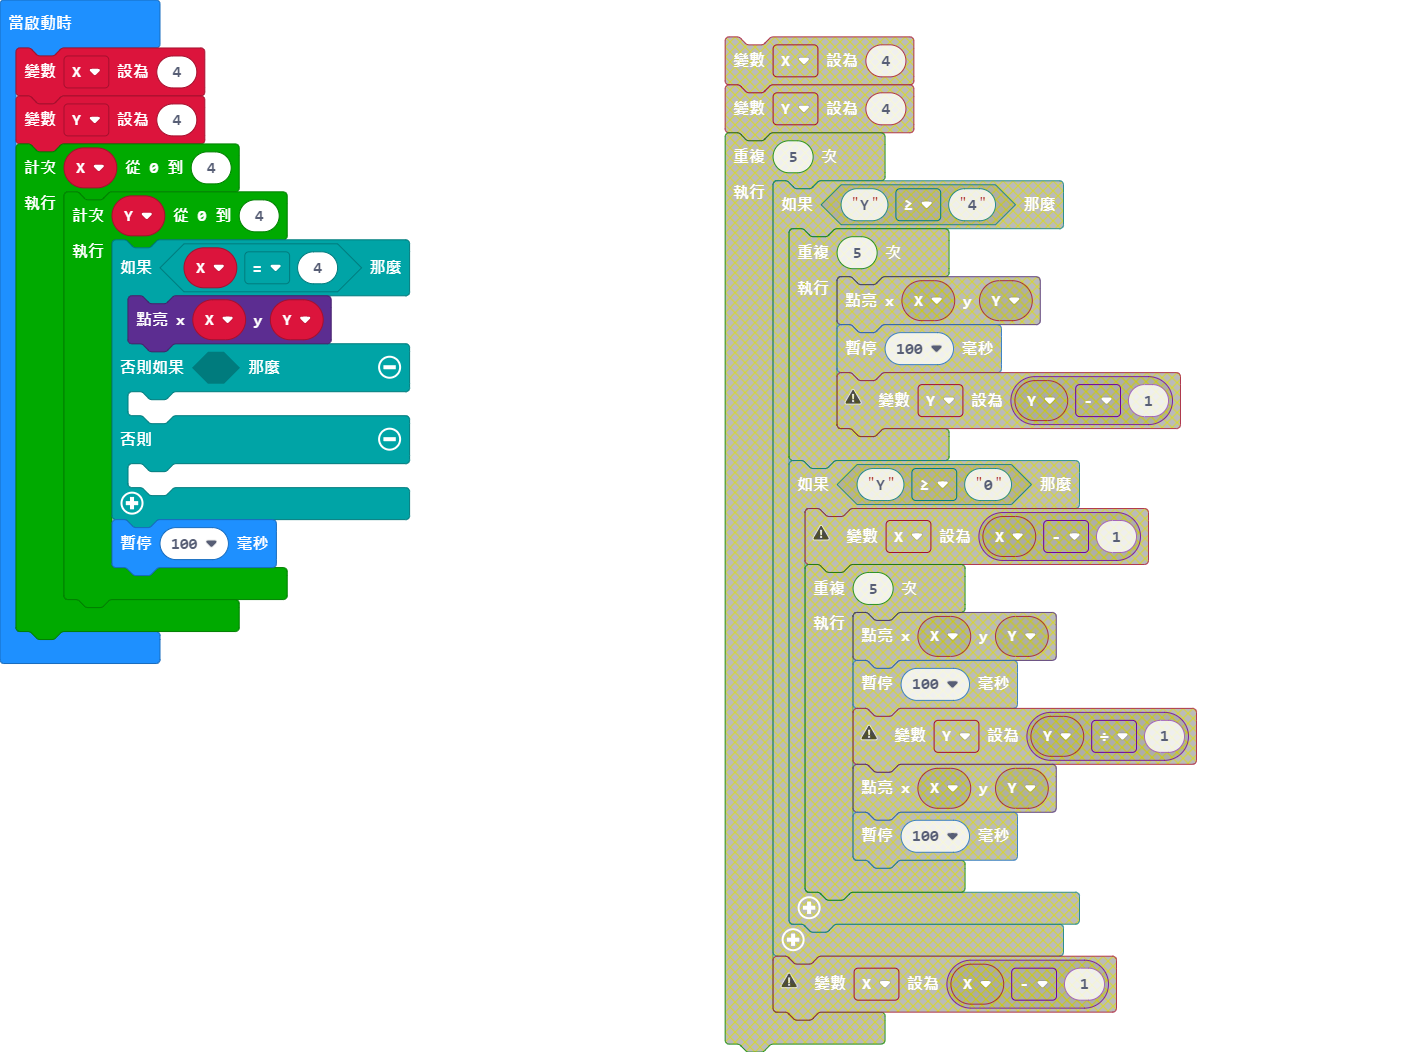 當啟動時
變數 X 設為 4
變數 Y 設為 4
計次 X 從 0 到 4
執行
計次 Y 從 0 到 4
執行
如果 X = 4 那麼
點亮 x X y Y
否則如果 那麼
否則
暫停 100 毫秒
變數 X 設為 4
變數 Y 設為 4
重複 5 次
執行
如果 "Y" ≥ "4" 那麼
重複 5 次
執行
點亮 x X y Y
暫停 100 毫秒
變數 Y 設為 Y - 1
如果 "Y" ≥ "0" 那麼
變數 X 設為 X - 1
重複 5 次
執行
點亮 x X y Y
暫停 100 毫秒
變數 Y 設為 Y ÷ 1
點亮 x X y Y
暫停 100 毫秒
變數 X 設為 X - 1